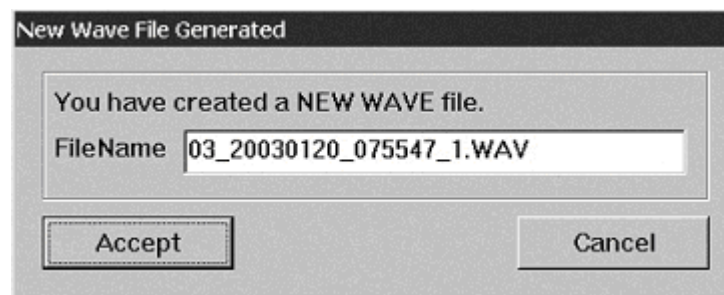 New Wave File Generated
You have created a NEW WAVE file.
FileName 03_20030120_075547_1.WAV
Accept Cancel